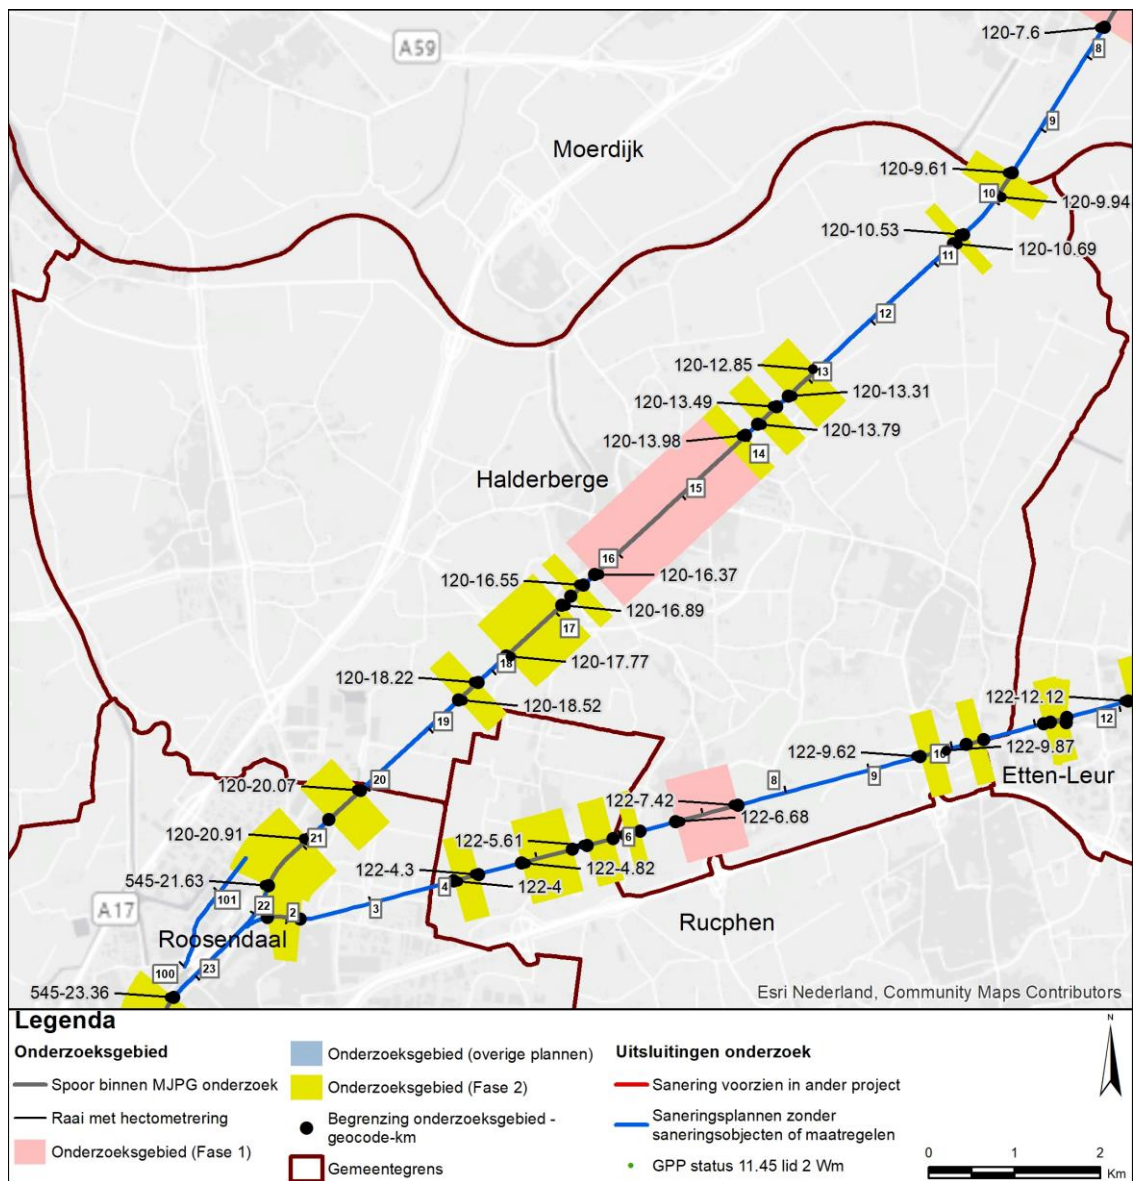 A59
120-7.6
8
9
Moerdijk
120-9.61
10
120-9.94
120-10.53
120-10.69
11
12
120-12.85
13
120-13.49
120-13.31
120-13.79
120-13.98
14
Halderberge
15
16
120-16.55
120-16.37
120-16.89
17
18
120-17.77
120-18.22
120-18.52
19
122-12.12
12
122-9.62
10
122-9.87
Etten-Leur
20
120-20.07
8
9
122-7.42
122-6.68
120-20.91
21
122-5.61
6
122-4.82
122-4.3
4
122-4
545-21.63
101
22
2
3
A17
Roosendaal
Rucphen
100
23
545-23.36
Esri Nederland, Community Maps Contributors
Legenda
Onderzoeksgebied
Spoor binnen MJPG onderzoek
Raai met hectometrering
Onderzoeksgebied (Fase 1)
Onderzoeksgebied (overige plannen)
Onderzoeksgebied (Fase 2)
Begrenzing onderzoeksgebied -
geocode-km
Gemeentegrens
Uitsluitingen onderzoek
Sanering voorzien in ander project
Saneringsplannen zonder
saneringsobjecten of maatregelen
GPP status 11.45 lid 2 Wm
N
0 1 2
Km